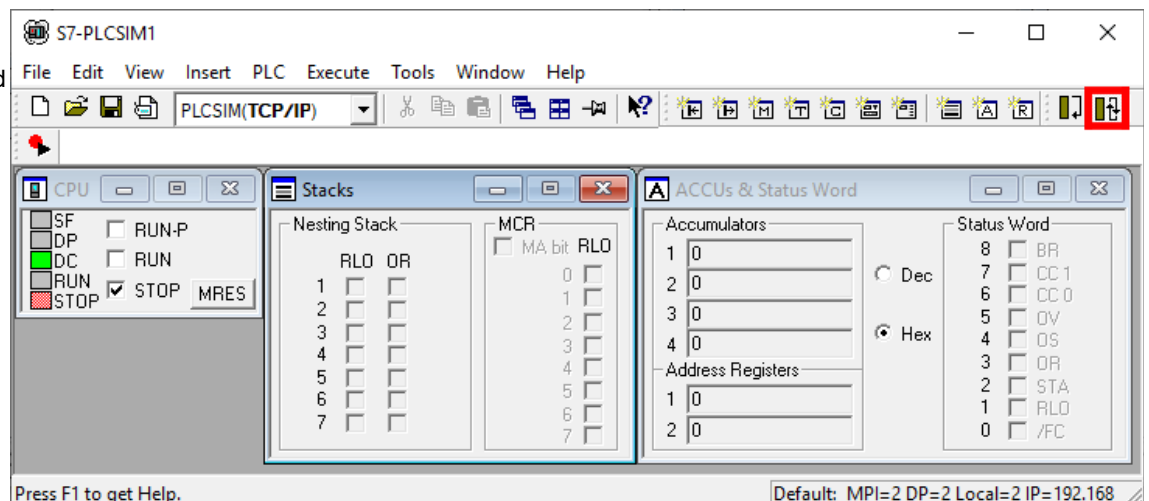 S7-PLCSIM1
d
File Edit View Insert PLC Execute Tools Window Help
PLCSIM(TCP/IP)
CPU
SF
DP
DC
RUN
STOP
RUN-P
RUN
STOP
MRES
Stacks
Nesting Stack
RLO OR
1
2
3
4
5
6
7
MCR
MA bit RLO
0
1
2
3
4
5
6
7
A ACCUs & Status Word
Accumulators
1 0
2 0
3 0
4 0
Address Registers
1 0
2 0
Dec
Hex
Status Word
8 BR
7 CC 1
6 CC 0
5 OV
4 OS
3 OR
2 STA
1 RLO
0 /FC
Press F1 to get Help.
Default: MPI=2 DP=2 Local=2 IP=192.168